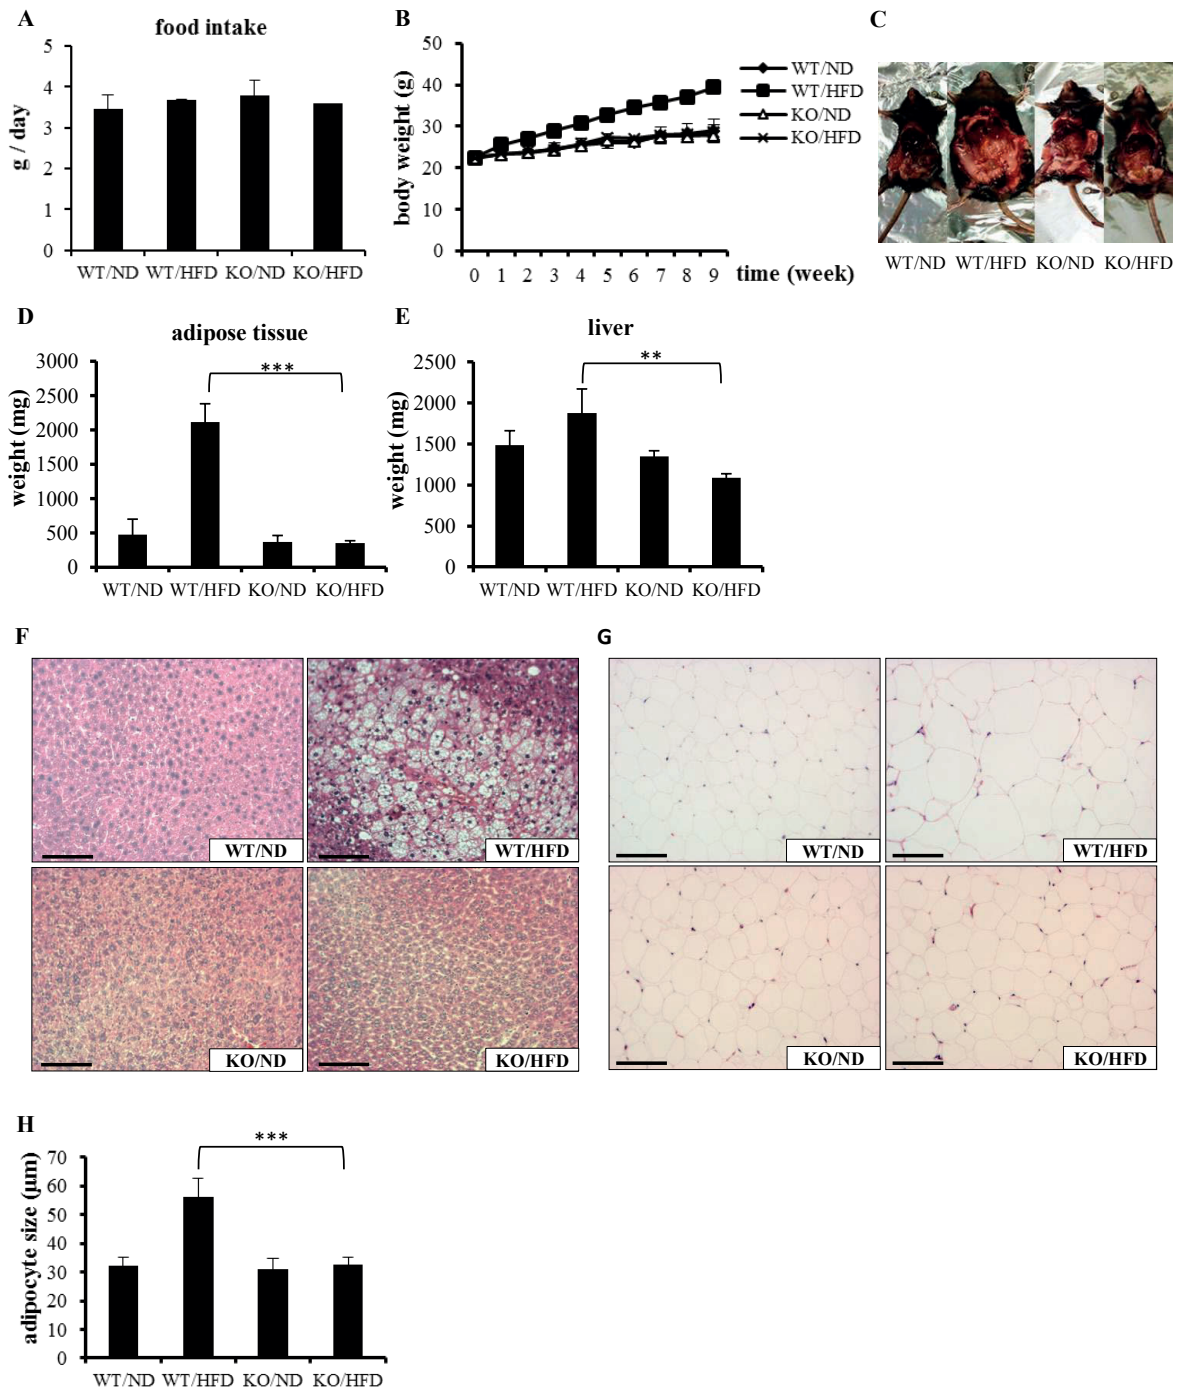 A
food intake
g / day
5
4
3
2
1
0
WT/ND WT/HFD KO/ND KO/HFD
B
body weight (g)
50
40
30
20
10
0
0 1 2 3 4 5 6 7 8 9
time (week)
WT/ND
WT/HFD
KO/ND
KO/HFD
C
WT/ND WT/HFD KO/ND KO/HFD
D
adipose tissue
weight (mg)
3000
2500
2000
1500
1000
500
0
***
WT/ND WT/HFD KO/ND KO/HFD
E
liver
weight (mg)
2500
2000
1500
1000
500
0
**
WT/ND WT/HFD KO/ND KO/HFD
F
WT/ND
WT/HFD
KO/ND
KO/HFD
G
WT/ND
WT/HFD
KO/ND
KO/HFD
H
adipocyte size (µm)
70
60
50
40
30
20
10
0
***
WT/ND WT/HFD KO/ND KO/HFD